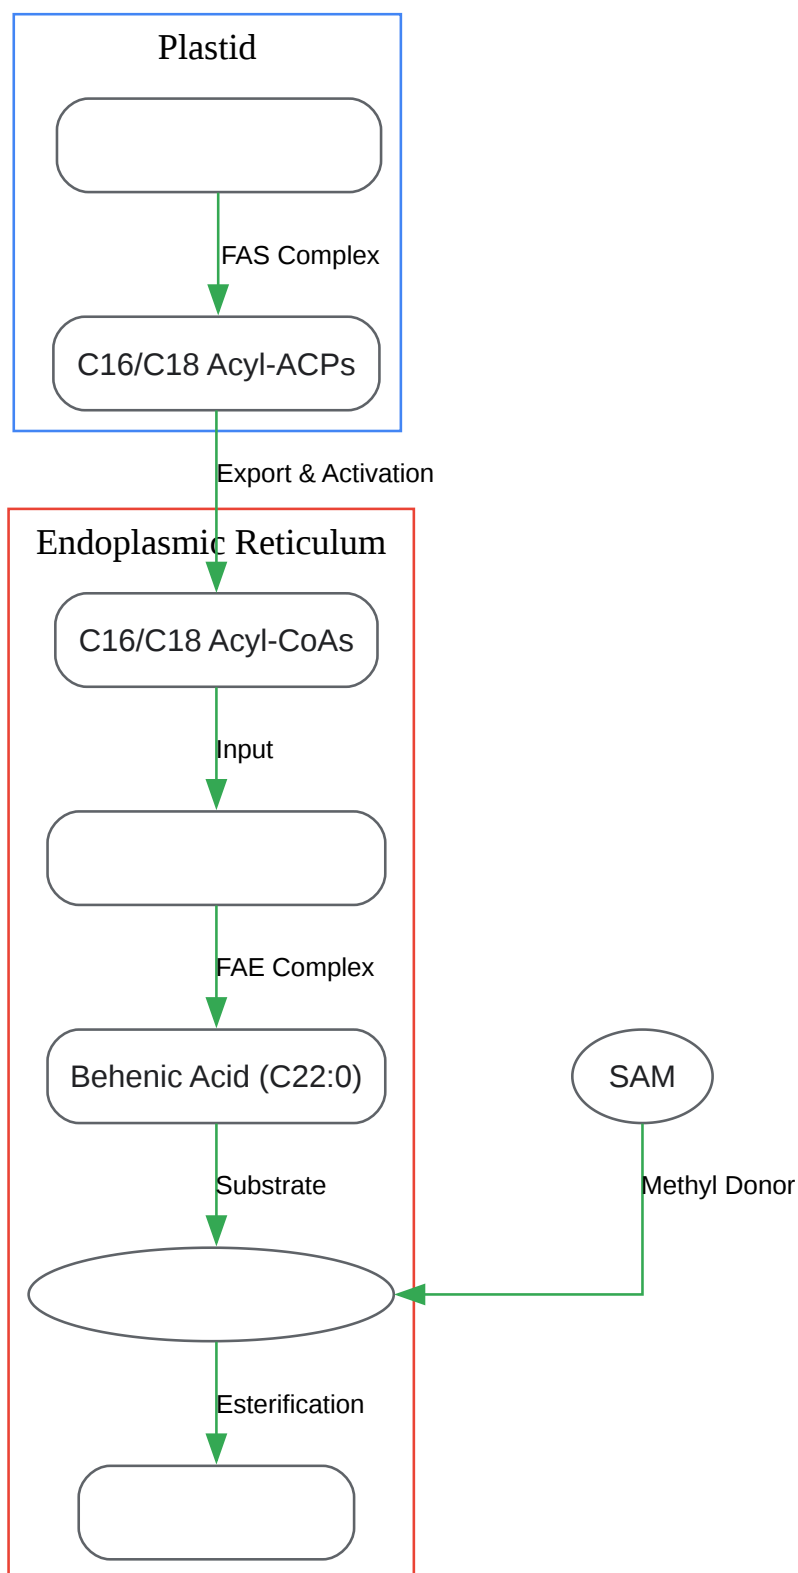 Plastid
FAS Complex
C16/C18 Acyl-ACPs
Export & Activation
Endoplasmic Reticulum
C16/C18 Acyl-CoAs
Input
FAE Complex
Behenic Acid (C22:0)
SAM
Substrate
Methyl Donor
Esterification